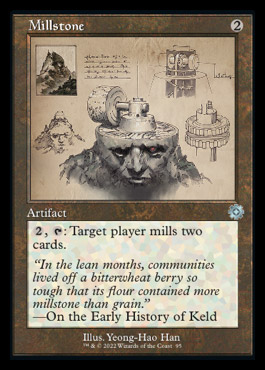 Millstone 2
Artifact
2, T: Target player mills two
cards.
"In the lean months, communities
lived off a bitterwheat berry so
tough that its flour contained more
millstone than grain."
—On the Early History of Keld
Illus. Yeong-Hao Han
™ & © 2022 Wizards of the Coast 95